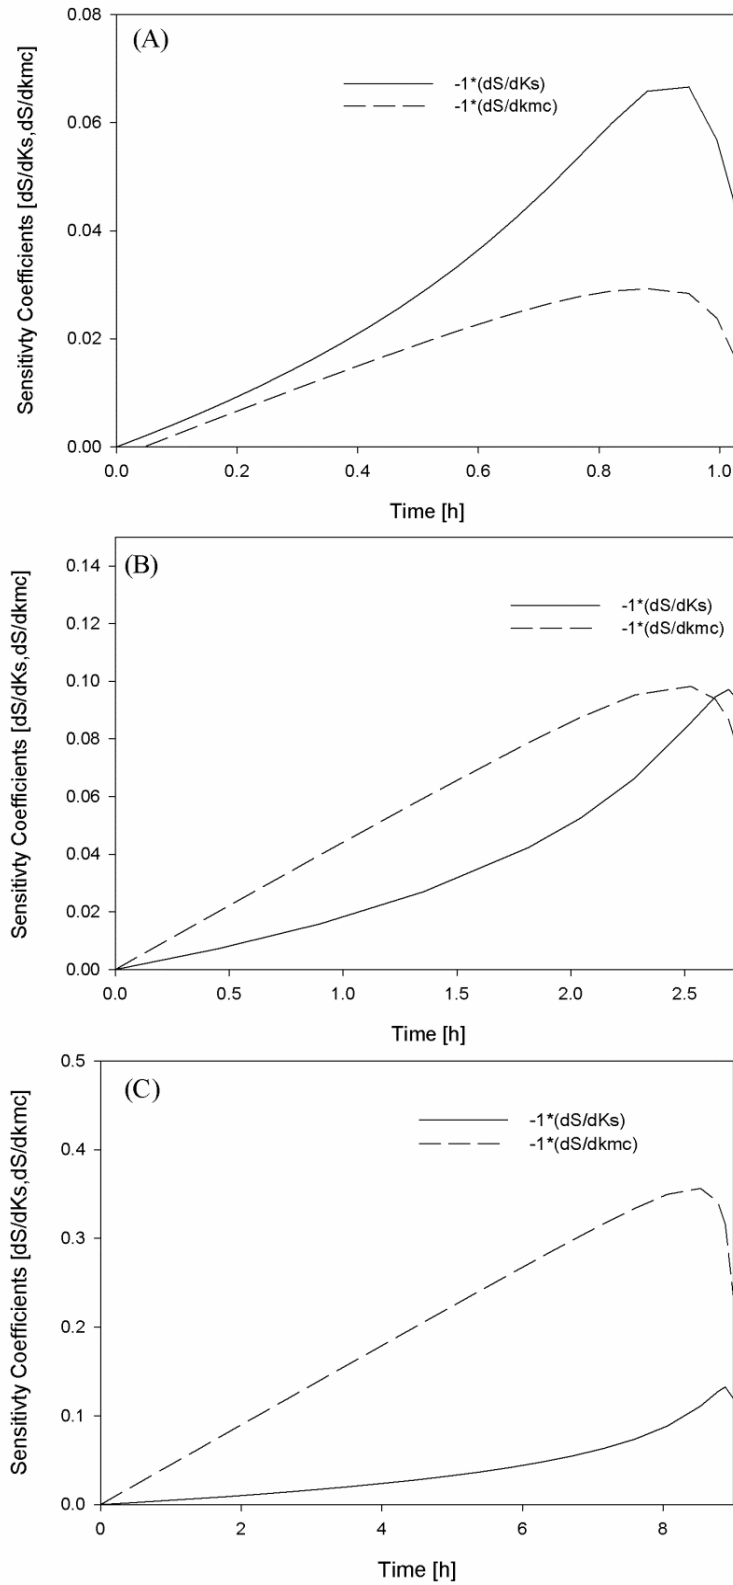 (A)
-1*(dS/dKs)
-1*(dS/dkmc)
Sensitivty Coefficients [dS/dKs,dS/dkmc]
0.08
0.06
0.04
0.02
0.00
0.0 0.2 0.4 0.6 0.8 1.0
Time [h]
(B)
-1*(dS/dKs)
-1*(dS/dkmc)
Sensitivty Coefficients [dS/dKs,dS/dkmc]
0.14
0.12
0.10
0.08
0.06
0.04
0.02
0.00
0.0 0.5 1.0 1.5 2.0 2.5
Time [h]
(C)
-1*(dS/dKs)
-1*(dS/dkmc)
Sensitivty Coefficients [dS/dKs,dS/dkmc]
0.5
0.4
0.3
0.2
0.1
0.0
0 2 4 6 8
Time [h]